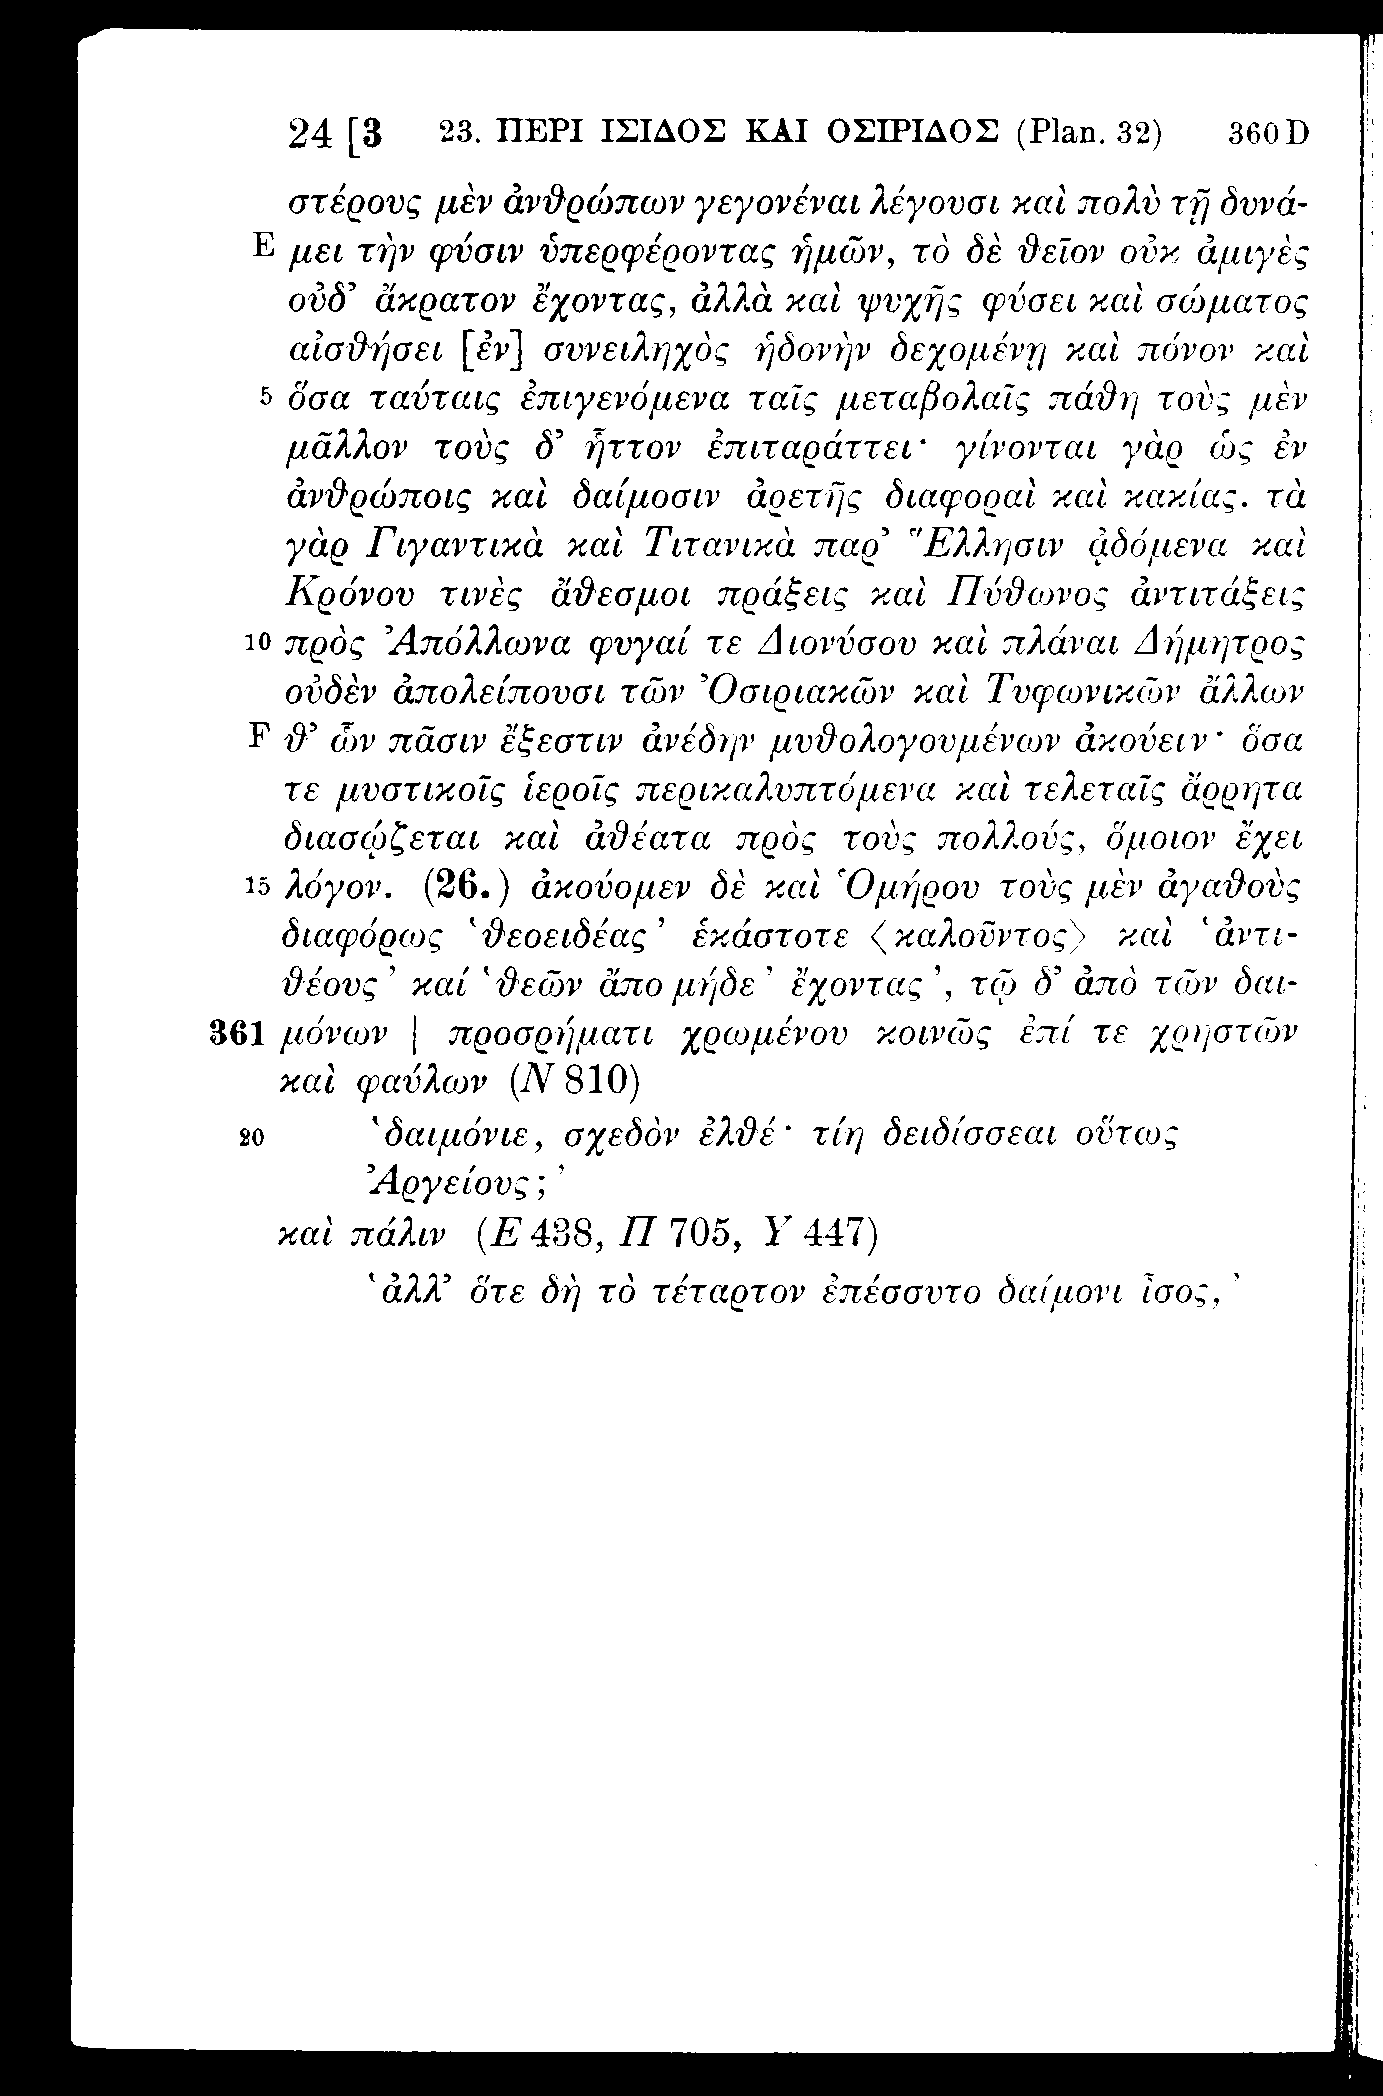 24 [3 23. ΠΕΡΙ ΙΣΙΔΟΣ ΚΑΙ ΟΣΙΡΙΔΟΣ (Plan. 32) 360 D
στέρους μὲν ἀνθρώπων γεγονέναι λέγουσι καὶ πολὺ τῇ δυνά-
E μει τὴν φύσιν ὑπερφέροντας ἡμῶν, τὸ δὲ θεῖον οὐκ ἀμιγὲς
οὐδ’ ἄκρατον ἔχοντας, ἀλλὰ καὶ ψυχῆς φύσει καὶ σώματος
αἰσθήσει [ἐν] συνειληχὸς ἡδονὴν δεχομένῃ καὶ πόνον καὶ
5 ὅσα ταύταις ἐπιγενόμενα ταῖς μεταβολαῖς πάθη τοὺς μὲν
μᾶλλον τοὺς δ’ ἧττον ἐπιταράττει· γίνονται γὰρ ὡς ἐν
ἀνθρώποις καὶ δαίμοσιν ἀρετῆς διαφοραὶ καὶ κακίας. τὰ
γὰρ Γιγαντικὰ καὶ Τιτανικὰ παρ’ Ἕλλησιν ᾀδόμενα καὶ
Κρόνου τινὲς ἄθεσμοι πράξεις καὶ Πύθωνος ἀντιτάξεις
10 πρὸς Ἀπόλλωνα φυγαί τε Διονύσου καὶ πλάναι Δήμητρος
οὐδὲν ἀπολείπουσι τῶν Ὀσιριακῶν καὶ Τυφωνικῶν ἄλλων
F θ’ ὧν πᾶσιν ἔξεστιν ἀνέδην μυθολογουμένων ἀκούειν· ὅσα
τε μυστικοῖς ἱεροῖς περικαλυπτόμενα καὶ τελεταῖς ἄρρητα
διασῴζεται καὶ ἀθέατα πρὸς τοὺς πολλούς, ὅμοιον ἔχει
15 λόγον. (26.) ἀκούομεν δὲ καὶ Ὁμήρου τοὺς μὲν ἀγαθοὺς
διαφόρως ‘θεοειδέας’ ἑκάστοτε ⟨καλοῦντος⟩ καὶ ‘ἀντι-
θέους’ καί ‘θεῶν ἄπο μήδε’ ἔχοντας’, τῷ δ’ ἀπὸ τῶν δαι-
361 μόνων | προσρήματι χρωμένου κοινῶς ἐπί τε χρηστῶν
καὶ φαύλων (N 810)
20 ‘δαιμόνιε, σχεδὸν ἐλθέ· τίη δειδίσσεαι οὕτως
Ἀργείους;’
καὶ πάλιν (E 438, Π 705, Y 447)
‘ἀλλ’ ὅτε δὴ τὸ τέταρτον ἐπέσσυτο δαίμονι ἶσος,’